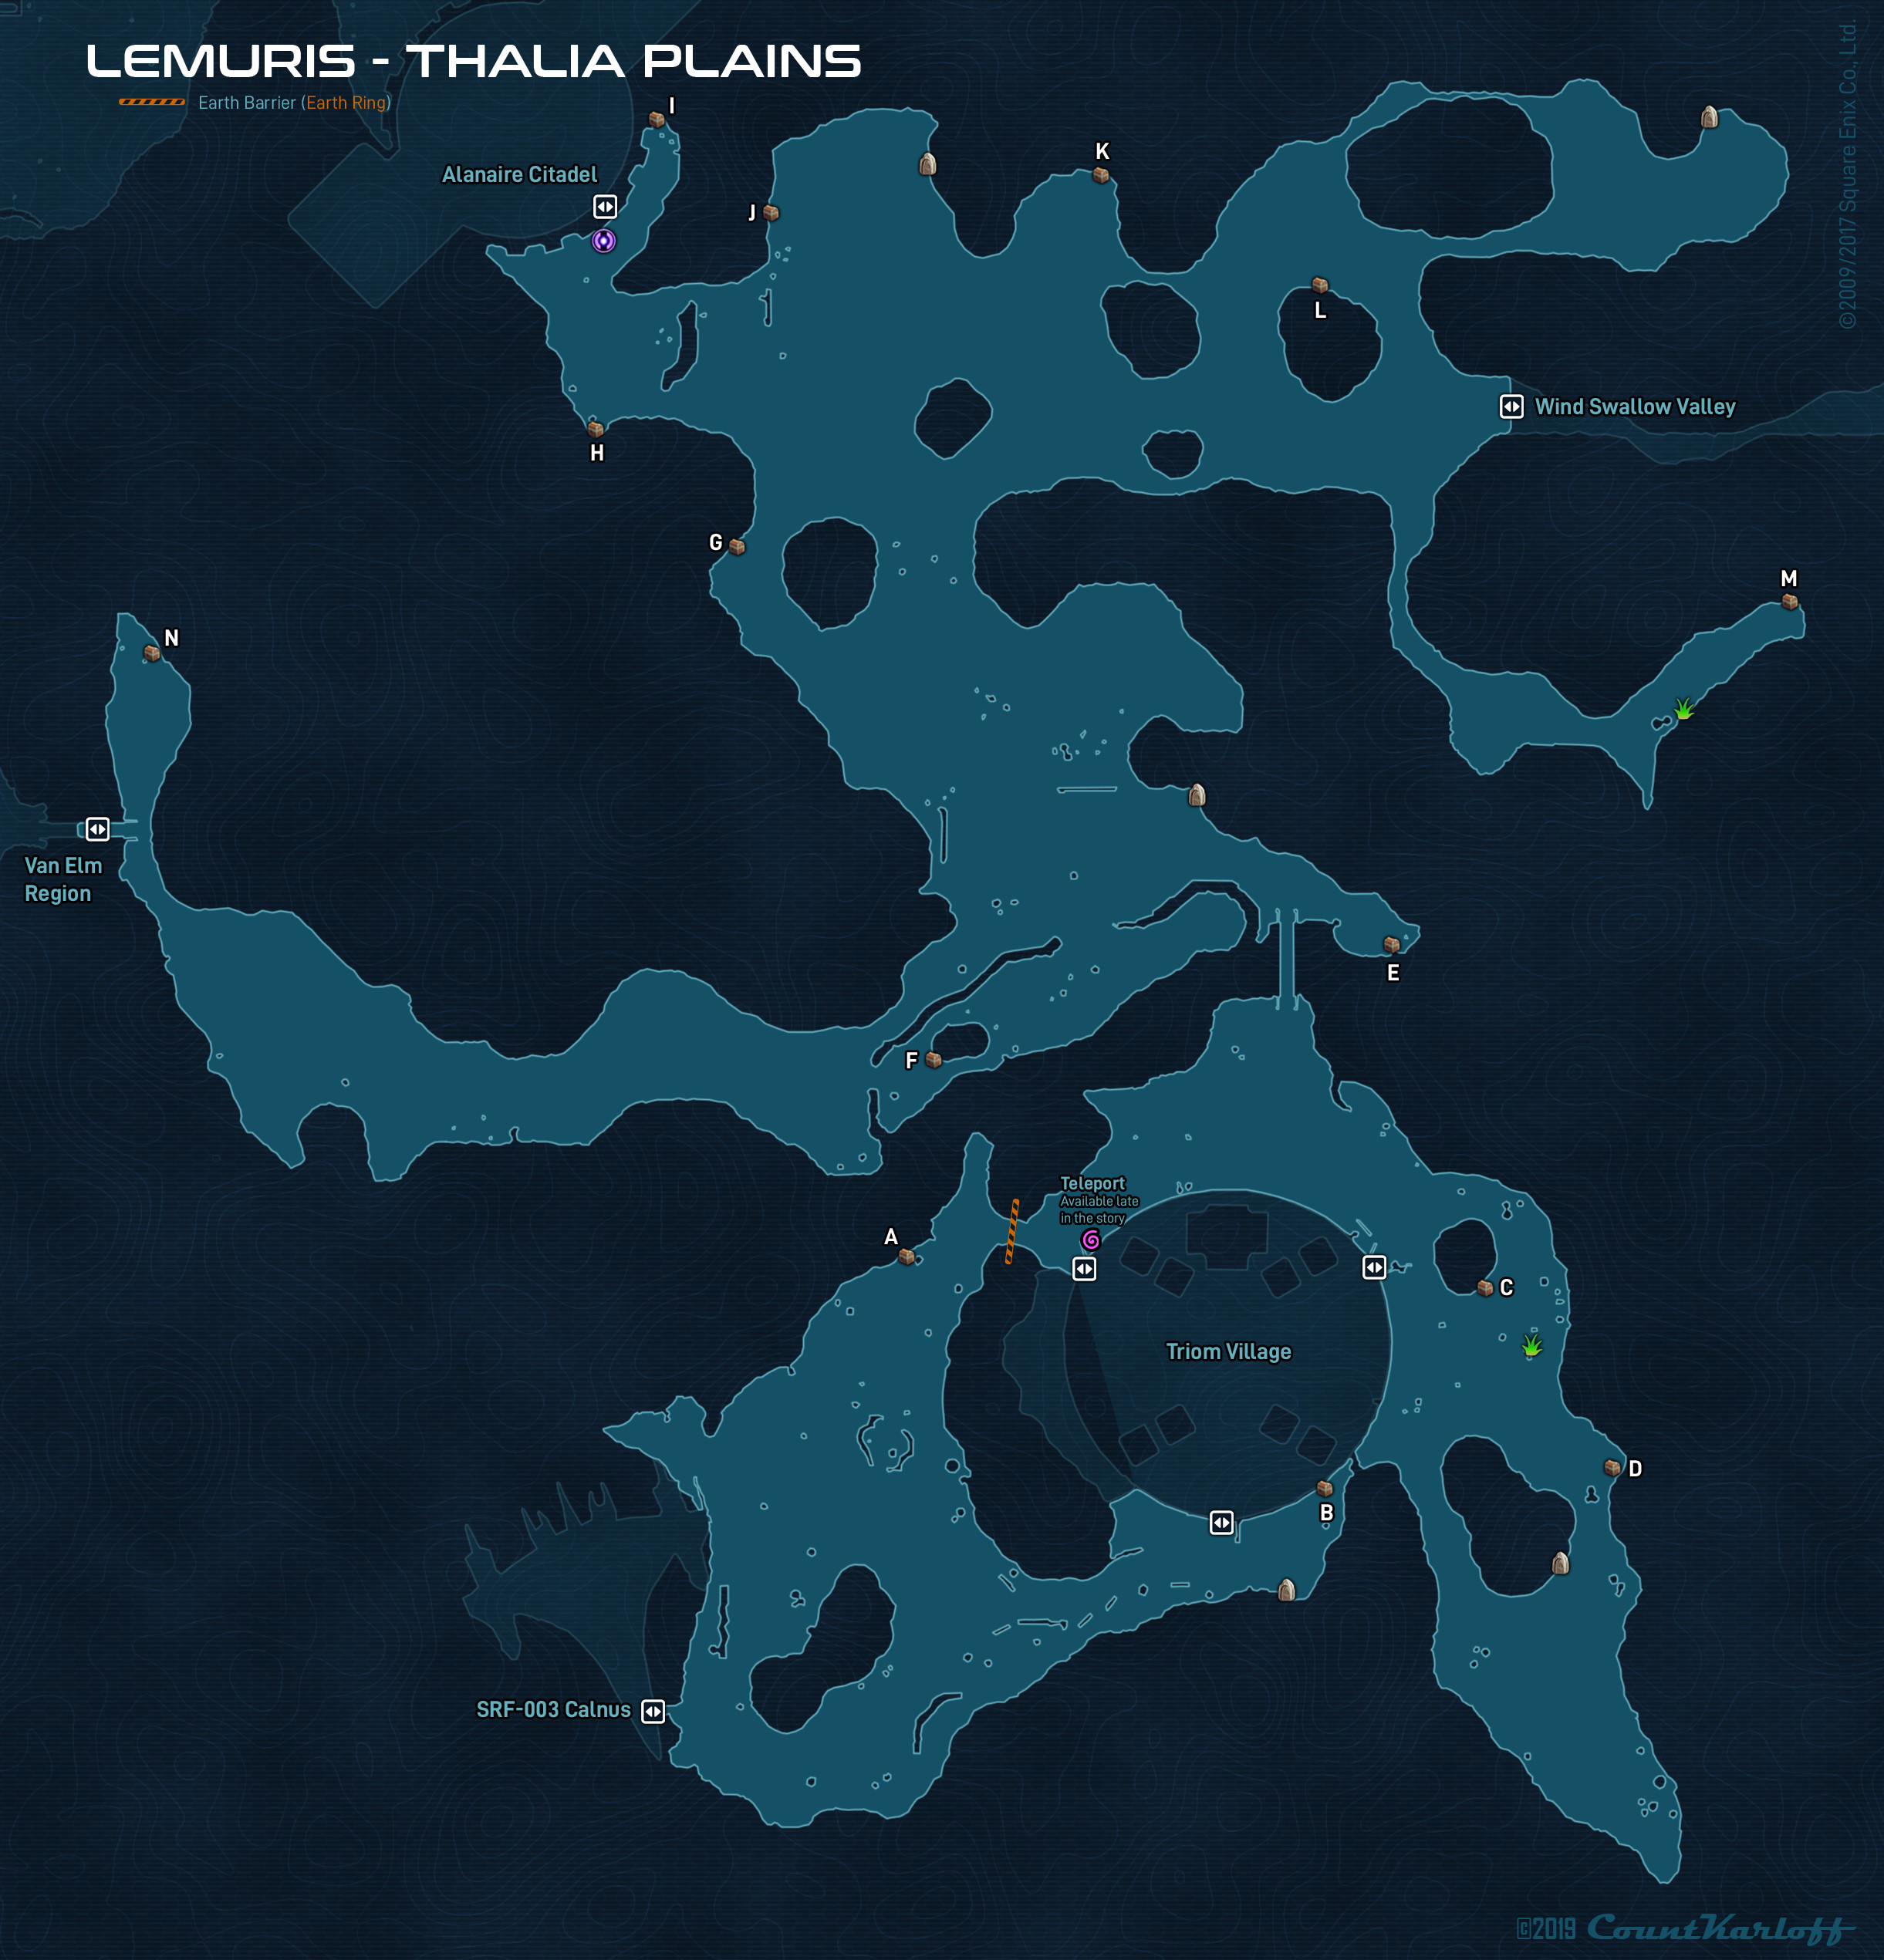 LEMURIS - THALIA PLAINS
Earth Barrier (Earth Ring)
©2009/2017 Square Enix Co., Ltd.
I
Alanaire Citadel
K
J
L
Wind Swallow Valley
H
G
M
N
Van Elm
Region
E
F
Teleport
Available late
in the story
A
C
Triom Village
D
B
SRF-003 Calnus
©2019 CountKarloff